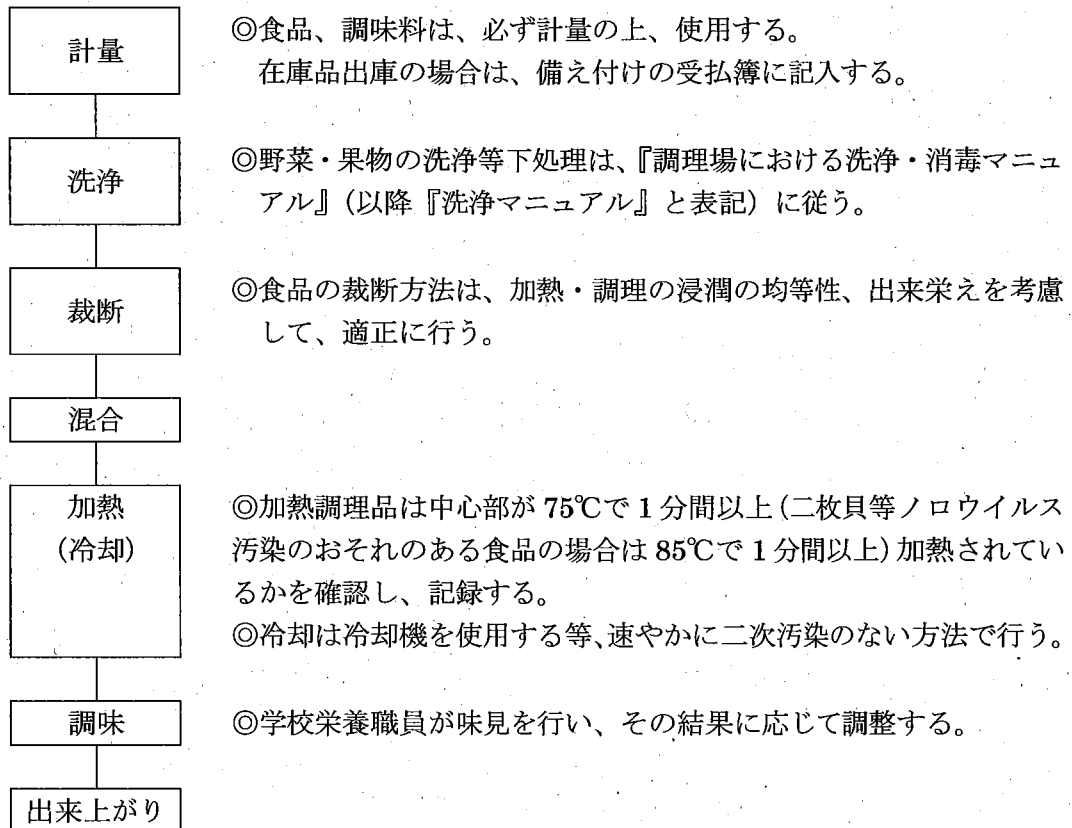 計量
◎食品、調味料は、必ず計量の上、使用する。
在庫品出庫の場合は、備え付けの受払簿に記入する。
洗浄
◎野菜・果物の洗浄等下処理は、『調理場における洗浄・消毒マニュ
アル』（以降『洗浄マニュアル』と表記）に従う。
裁断
◎食品の裁断方法は、加熱・調理の浸潤の均等性、出来栄えを考慮
して、適正に行う。
混合
加熱
(冷却)
◎加熱調理品は中心部が 75℃で 1 分間以上(二枚貝等ノロウイルス
汚染のおそれのある食品の場合は 85℃で 1 分間以上)加熱されてい
るかを確認し、記録する。
◎冷却は冷却機を使用する等、速やかに二次汚染のない方法で行う。
調味
◎学校栄養職員が味見を行い、その結果に応じて調整する。
出来上がり